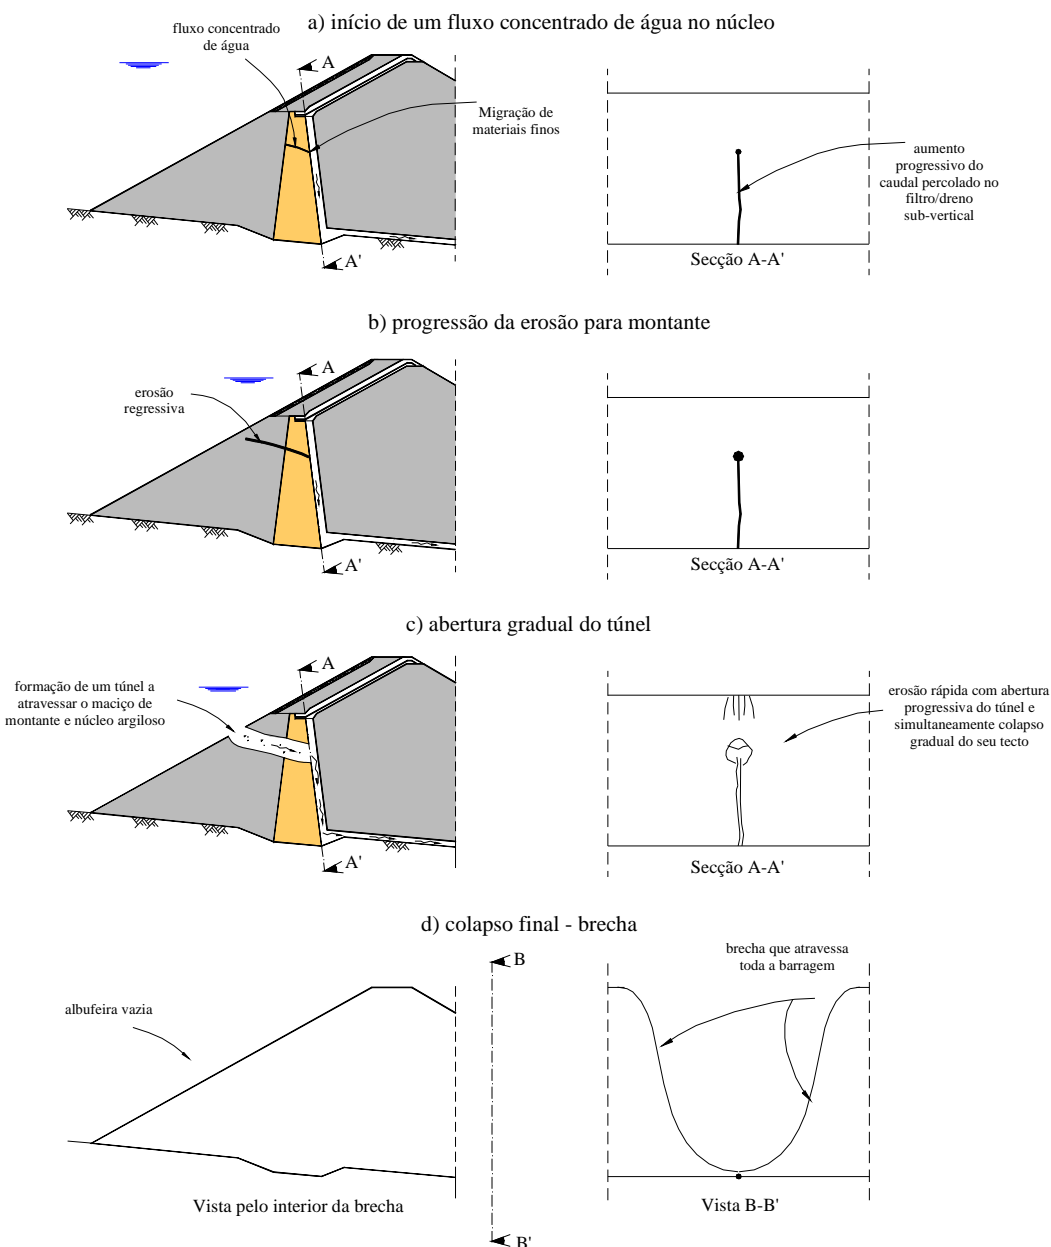 a) início de um fluxo concentrado de água no núcleo
fluxo concentrado
de água
A
Migração de
materiais finos
A'
aumento
progressivo do
caudal percolado no
filtro/dreno
sub-vertical
Secção A-A'
b) progressão da erosão para montante
A
erosão
regressiva
A'
Secção A-A'
c) abertura gradual do túnel
A
formação de um túnel a
atravessar o maciço de
montante e núcleo argiloso
A'
erosão rápida com abertura
progressiva do túnel e
simultaneamente colapso
gradual do seu tecto
Secção A-A'
d) colapso final - brecha
B
brecha que atravessa
toda a barragem
albufeira vazia
Vista pelo interior da brecha
Vista B-B'
B'